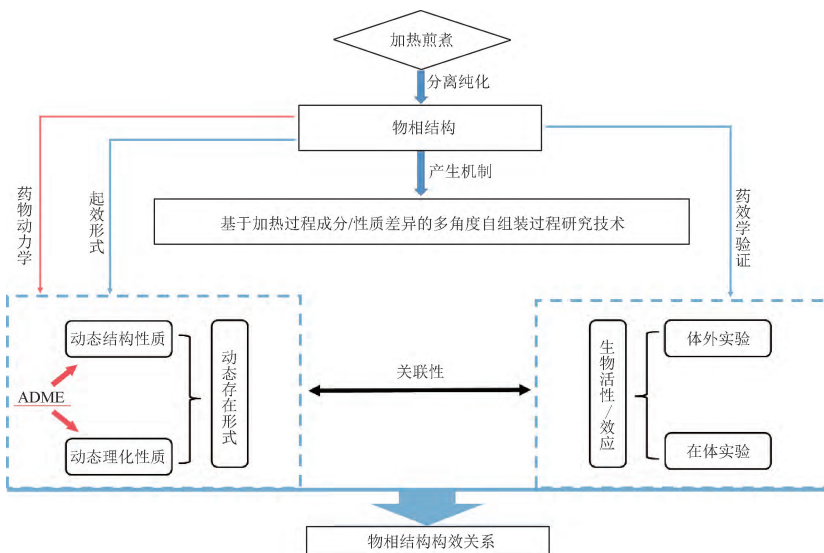 加热煎煮
分离纯化
物相结构
产生机制
基于加热过程成分/性质差异的多角度自组装过程研究技术
药物动力学
起效形式
药效学验证
动态结构性质
ADME
动态理化性质
动态存在形式
关联性
生物活性/效应
体外实验
在体实验
物相结构构效关系